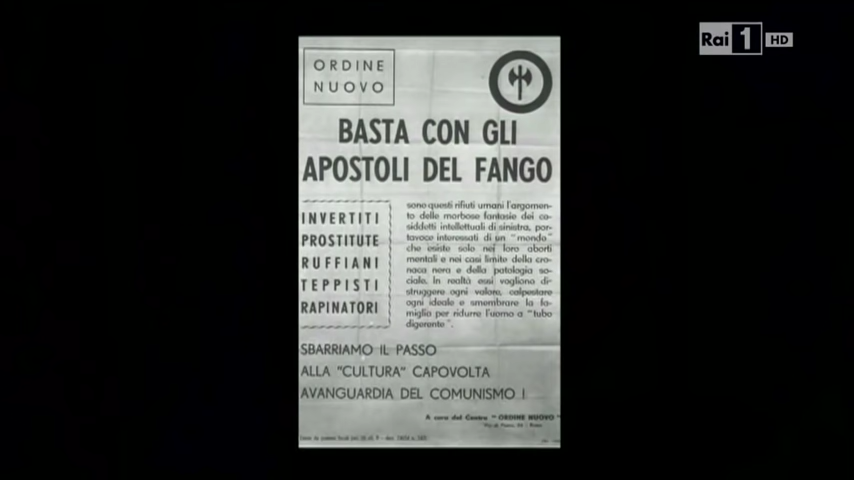 Rai 1 HD
ORDINE
NUOVO
BASTA CON GLI
APOSTOLI DEL FANGO
INVERTITI
PROSTITUTE
RUFFIANI
TEPPISTI
RAPINATORI
sono questi rifiuti umani l'argomen-
to delle morbose fantasie dei co-
siddetti intellettuali di sinistra, por-
tavoce interessati di un "mondo"
che esiste solo nei loro aborti
mentali e nei casi limite della cro-
naca nera e della patologia so-
ciale. In realtà essi vogliono di-
struggere ogni valore, calpestare
ogni ideale e smembrare la fa-
miglia per ridurre l'uomo a "tubo
digerente".
SBARRIAMO IL PASSO
ALLA "CULTURA" CAPOVOLTA
AVANGUARDIA DEL COMUNISMO !
A cura del Centro "ORDINE NUOVO"
Roma